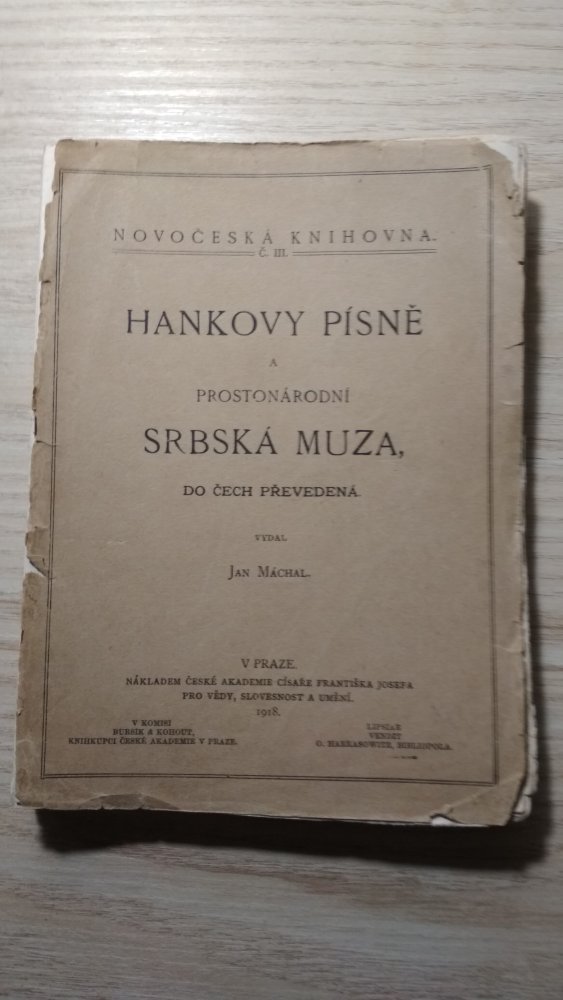 NOVOČESKÁ KNIHOVNA.
Č. III.
HANKOVY PÍSNĚ
A
PROSTONÁRODNÍ
SRBSKÁ MUZA,
DO ČECH PŘEVEDENÁ.
VYDAL
JAN MÁCHAL.
V PRAZE.
NÁKLADEM ČESKÉ AKADEMIE CÍSAŘE FRANTIŠKA JOSEFA
PRO VĚDY, SLOVESNOST A UMĚNÍ.
1918.
V KOMISI
BURSÍK & KOHOUT,
KNIHKUPCI ČESKÉ AKADEMIE V PRAZE.
LIPSIAE
VENDIT
O. HARRASOWITZ, BIBLIOPOLA.